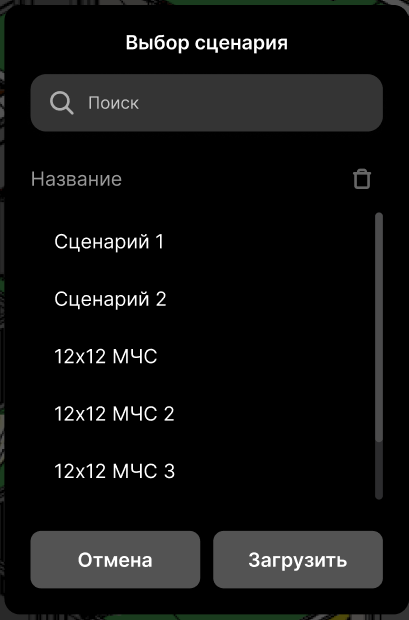 Выбор сценария
Поиск
Название
Сценарий 1
Сценарий 2
12x12 МЧС
12x12 МЧС 2
12x12 МЧС 3
Отмена Загрузить